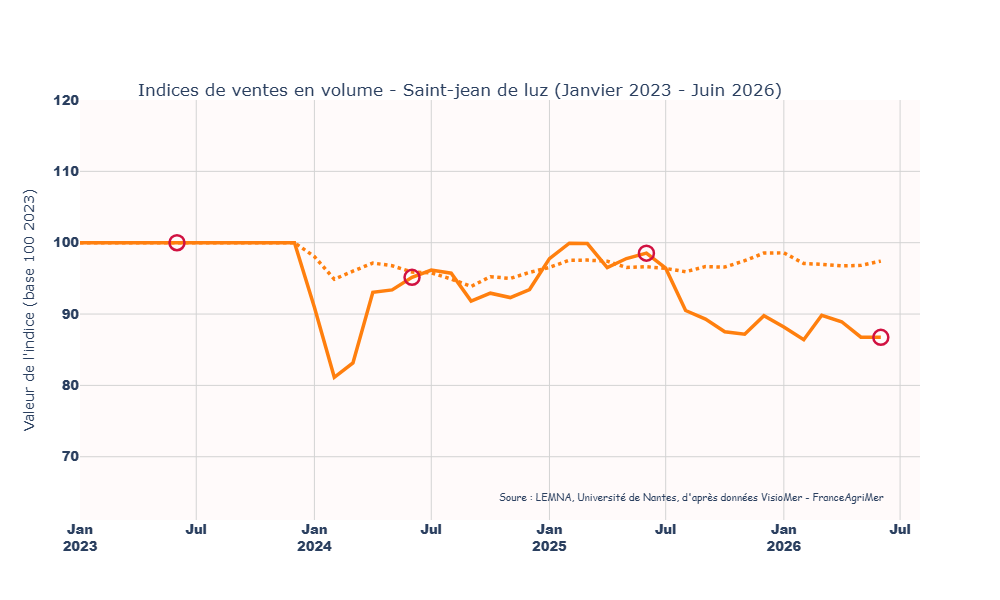 Indices de ventes en volume - Saint-jean de luz (Janvier 2023 - Juin 2026)
120
110
100
90
80
70
Valeur de l'indice (base 100 2023)
Soure : LEMNA, Université de Nantes, d'après données VisioMer - FranceAgriMer
Jan
2023
Jul
Jan
2024
Jul
Jan
2025
Jul
Jan
2026
Jul